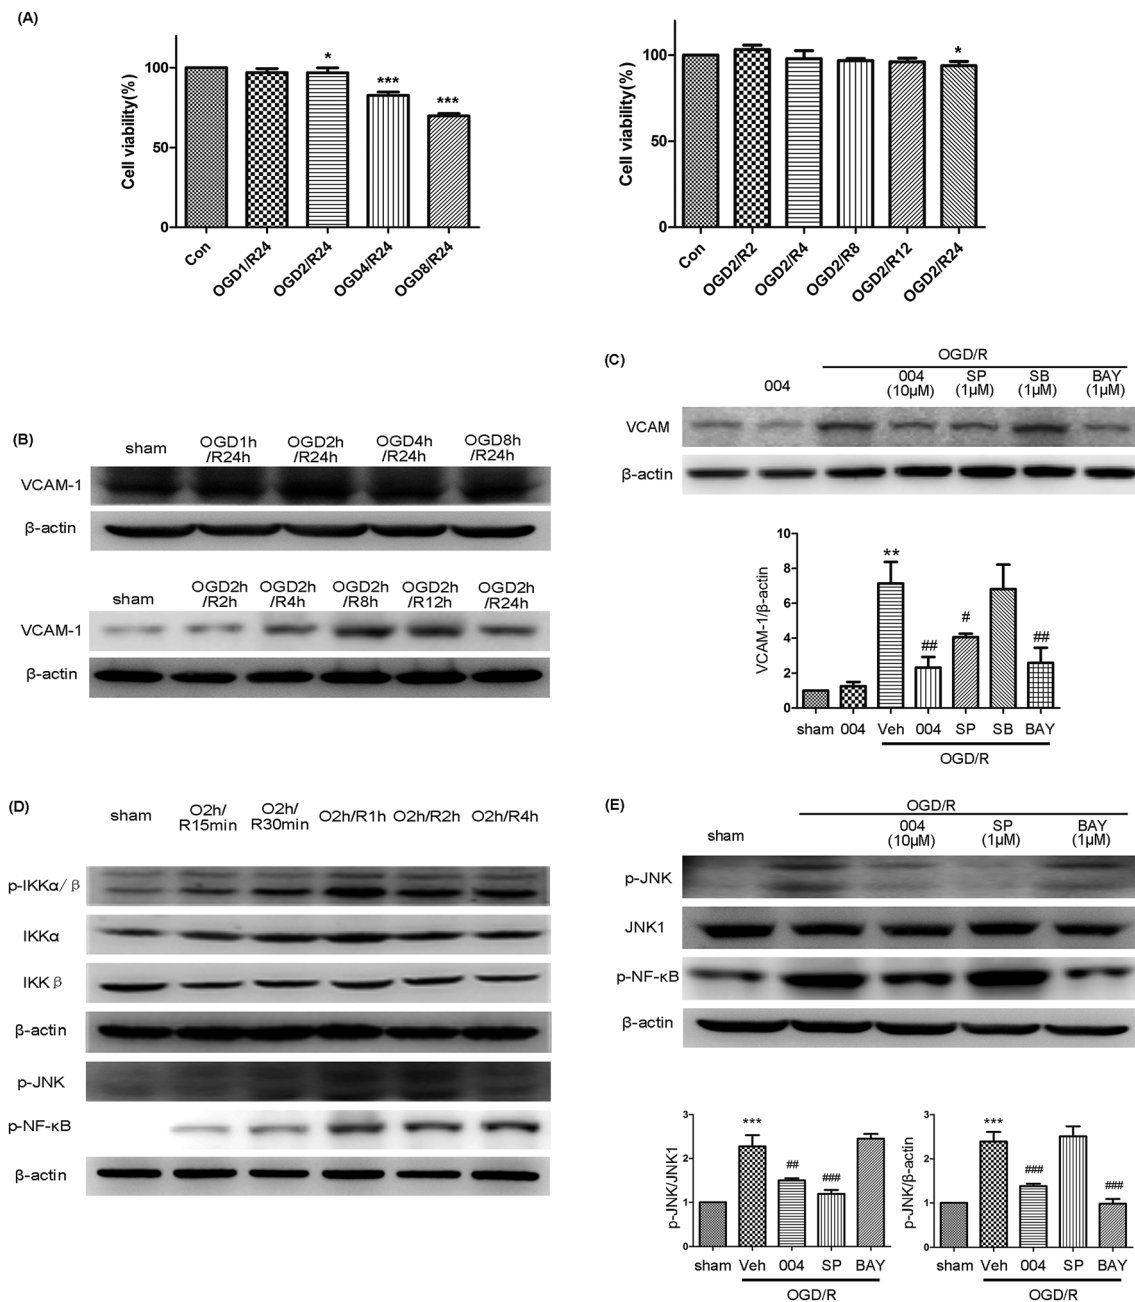 (A)
Cell viability(%)
100
50
0
*
***
***
Con
OGD1/R24
OGD2/R24
OGD4/R24
OGD8/R24
Cell viability(%)
100
50
0
*
Con
OGD2/R2
OGD2/R4
OGD2/R8
OGD2/R12
OGD2/R24
(B)
sham
OGD1h
/R24h
OGD2h
/R24h
OGD4h
/R24h
OGD8h
/R24h
VCAM-1
β-actin
sham
OGD2h
/R2h
OGD2h
/R4h
OGD2h
/R8h
OGD2h
/R12h
OGD2h
/R24h
VCAM-1
β-actin
(C)
OGD/R
004
004
(10μM)
SP
(1μM)
SB
(1μM)
BAY
(1μM)
VCAM
β-actin
VCAM-1/β-actin
10
8
6
4
2
0
**
##
#
##
sham
004
Veh
004
SP
SB
BAY
OGD/R
(D)
sham
O2h/
R15min
O2h/
R30min
O2h/R1h
O2h/R2h
O2h/R4h
p-IKKα/β
IKKα
IKKβ
β-actin
p-JNK
p-NF-κB
β-actin
(E)
OGD/R
sham
004
(10μM)
SP
(1μM)
BAY
(1μM)
p-JNK
JNK1
p-NF-κB
β-actin
p-JNK/JNK1
3
2
1
0
***
##
###
sham
Veh
004
SP
BAY
OGD/R
p-JNK/β-actin
3
2
1
0
***
###
###
sham
Veh
004
SP
BAY
OGD/R